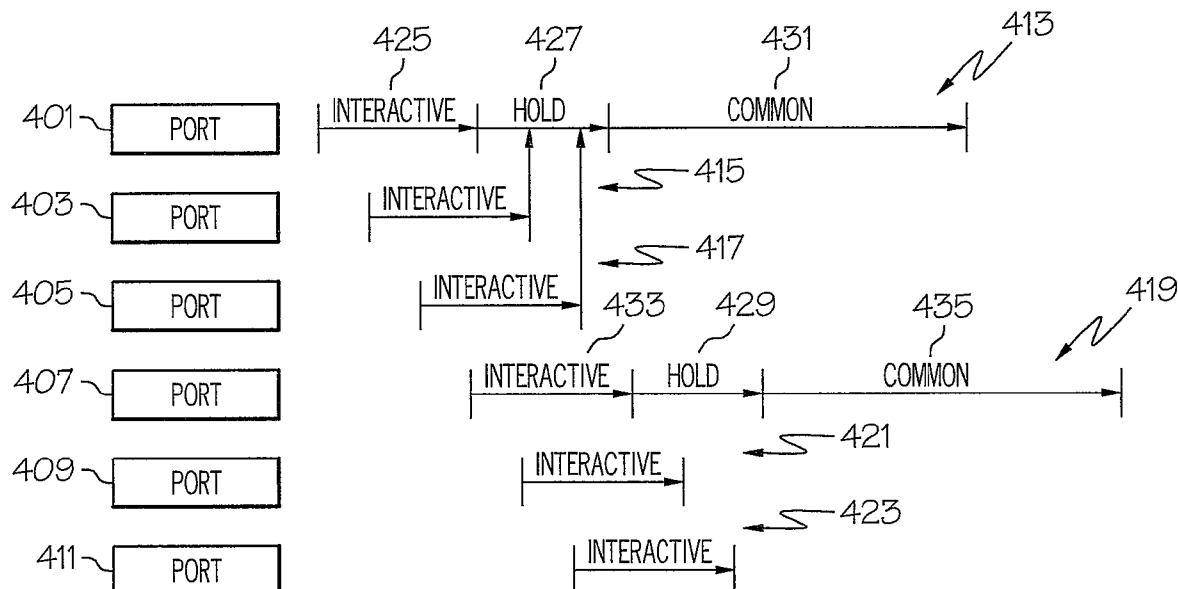 425 427 431 413
401 PORT INTERACTIVE HOLD COMMON
415
403 PORT INTERACTIVE
417
405 PORT INTERACTIVE
433 429 435 419
407 PORT INTERACTIVE HOLD COMMON
421
409 PORT INTERACTIVE
423
411 PORT INTERACTIVE